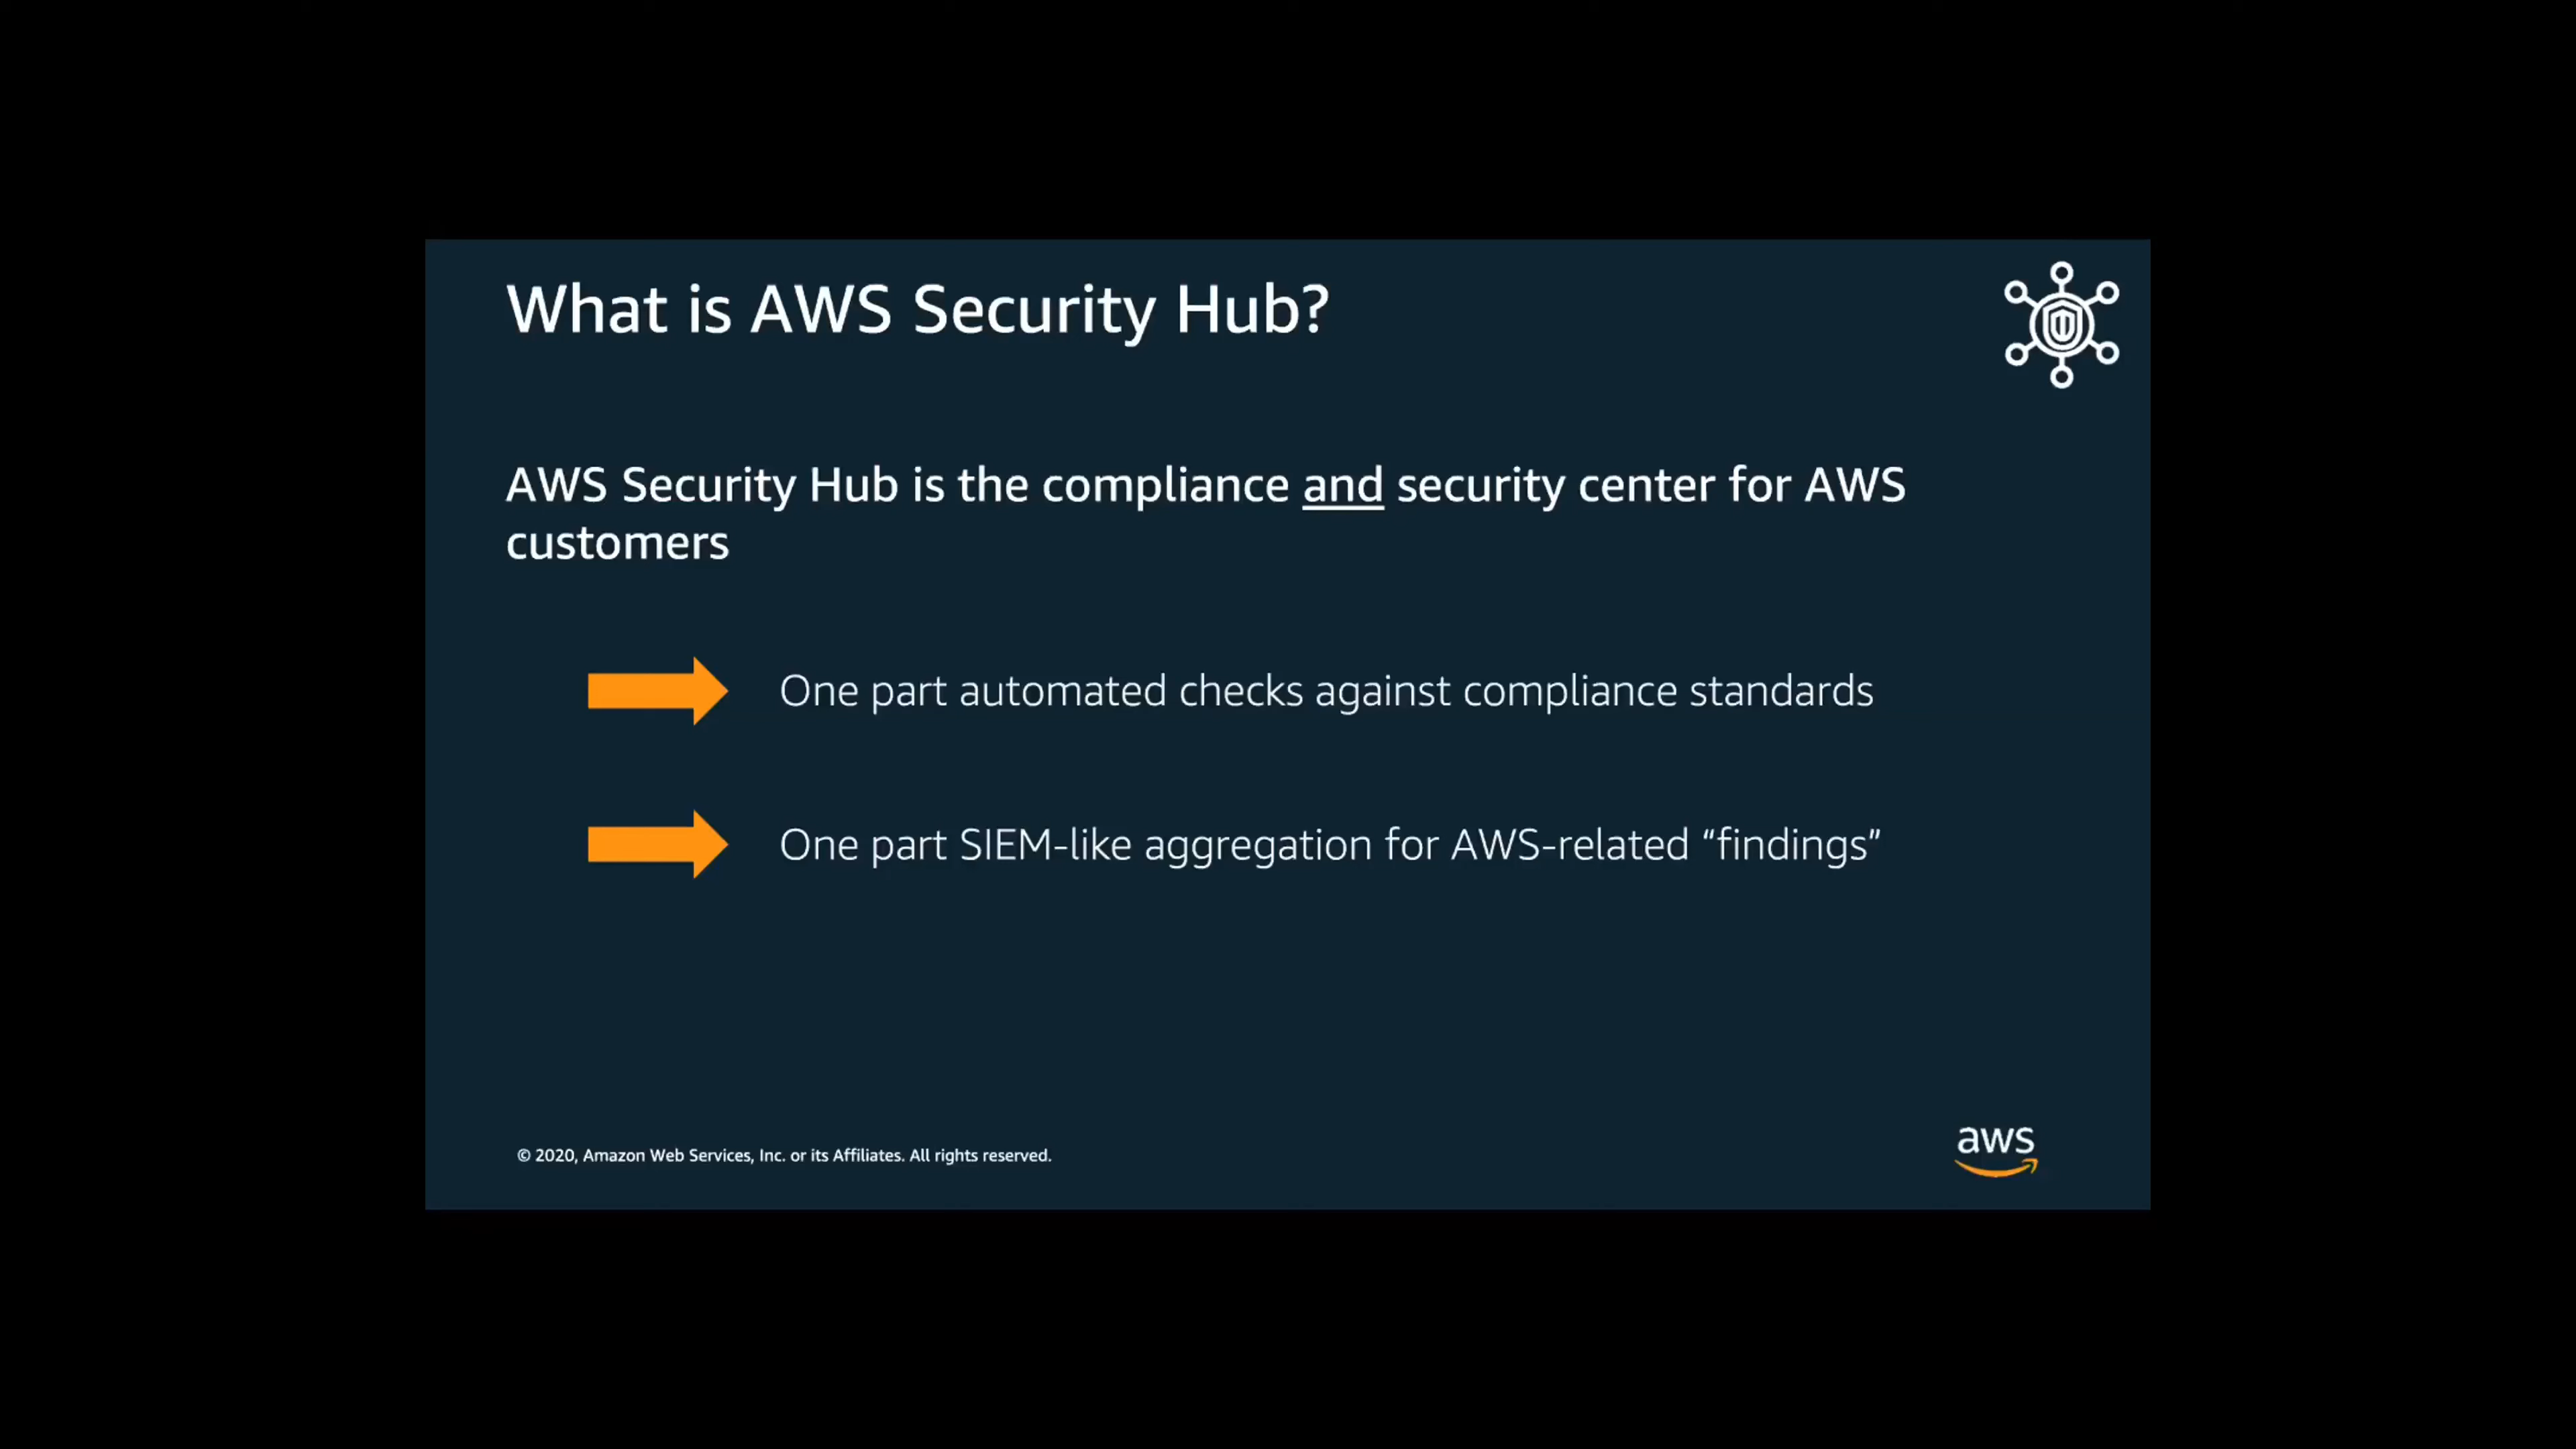 What is AWS Security Hub?
AWS Security Hub is the compliance and security center for AWS
customers
One part automated checks against compliance standards
One part SIEM-like aggregation for AWS-related “findings”
© 2020, Amazon Web Services, Inc. or its Affiliates. All rights reserved.
aws